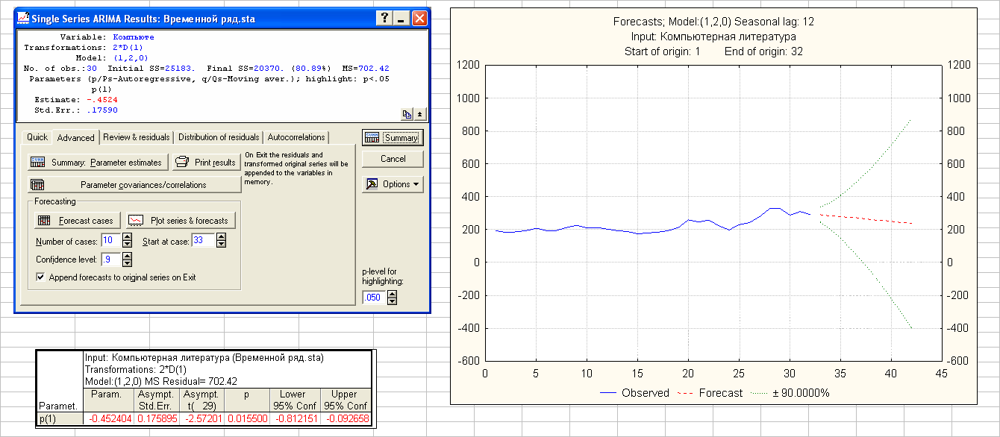 Single Series ARIMA Results: Временной ряд.sta
Variable: Компьюте
Transformations: 2*D(1)
Model: (1,2,0)
No. of obs.:30 Initial SS=25183. Final SS=20370. (80.89%) MS=702.42
Parameters (p/Ps-Autoregressive, q/Qs-Moving aver.); highlight: p<.05
p(1)
Estimate: -.4524
Std.Err.: .17590
Quick Advanced Review & residuals Distribution of residuals Autocorrelations
Summary: Parameter estimates
Print results
Parameter covariances/correlations
On Exit the residuals and
transformed original series will be
appended to the variables in
memory.
Forecasting
Forecast cases
Plot series & forecasts
Number of cases: 10 Start at case: 33
Confidence level: .9
Append forecasts to original series on Exit
Summary
Cancel
Options
p-level for
highlighting:
.050
Input: Компьютерная литература (Временной ряд.sta)
Transformations: 2*D(1)
Model:(1,2,0) MS Residual= 702.42
Paramet. Param. Asympt. Std.Err. Asympt. t( 29) p Lower 95% Conf Upper 95% Conf
p(1) -0.452404 0.175895 -2.57201 0.015500 -0.812151 -0.092658
Forecasts; Model:(1,2,0) Seasonal lag: 12
Input: Компьютерная литература
Start of origin: 1 End of origin: 32
1200 1200
1000 1000
800 800
600 600
400 400
200 200
0 0
-200 -200
-400 -400
-600 -600
0 5 10 15 20 25 30 35 40 45
Observed Forecast ± 90.0000%